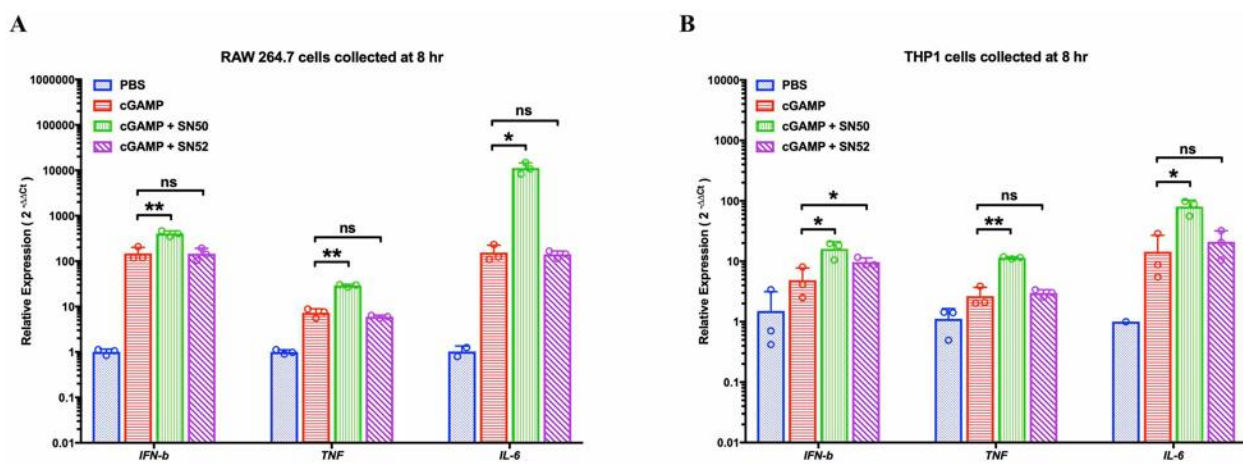 A
RAW 264.7 cells collected at 8 hr
PBS
cGAMP
cGAMP + SN50
cGAMP + SN52
Relative Expression ( 2 -ΔΔCt )
1000000
100000
10000
1000
100
10
1
0.1
0.01
ns
**
ns
**
ns
*
IFN-b
TNF
IL-6
B
THP1 cells collected at 8 hr
PBS
cGAMP
cGAMP + SN50
cGAMP + SN52
Relative Expression ( 2 -ΔΔCt )
10000
1000
100
10
1
0.1
0.01
*
*
ns
**
ns
*
IFN-b
TNF
IL-6